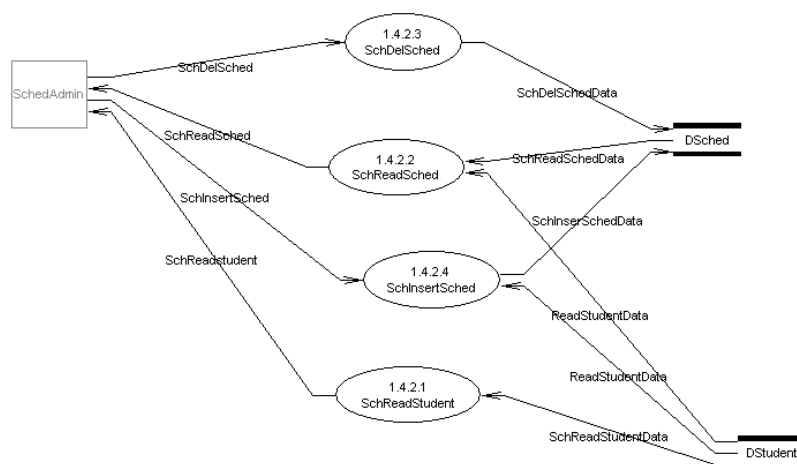 1.4.2.3
SchDelSched
SchDelSched
SchedAdmin
SchDelSchedData
SchReadSched
DSched
1.4.2.2
SchReadSched
SchReadSchedData
SchInsertSched
SchInserSchedData
SchReadstudent
1.4.2.4
SchInsertSched
ReadStudentData
ReadStudentData
1.4.2.1
SchReadStudent
SchReadStudentData
DStudent